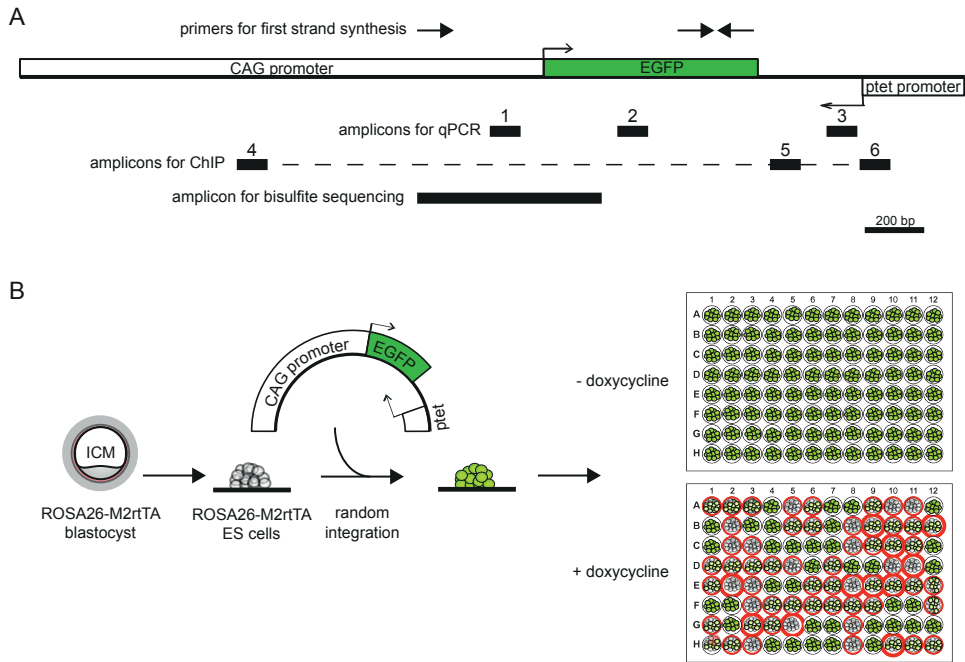 A
primers for first strand synthesis
CAG promoter
EGFP
ptet promoter
1
2
3
amplicons for qPCR
4
5
6
amplicons for ChIP
amplicon for bisulfite sequencing
200 bp
B
CAG promoter
EGFP
ptet
ICM
ROSA26-M2rtTA
blastocyst
ROSA26-M2rtTA
ES cells
random
integration
- doxycycline
1 2 3 4 5 6 7 8 9 10 11 12
A
B
C
D
E
F
G
H
+ doxycycline
1 2 3 4 5 6 7 8 9 10 11 12
A
B
C
D
E
F
G
H